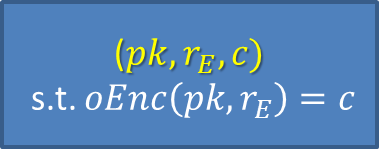 (pk, r_E, c)
s.t. oEnc(pk, r_E) = c